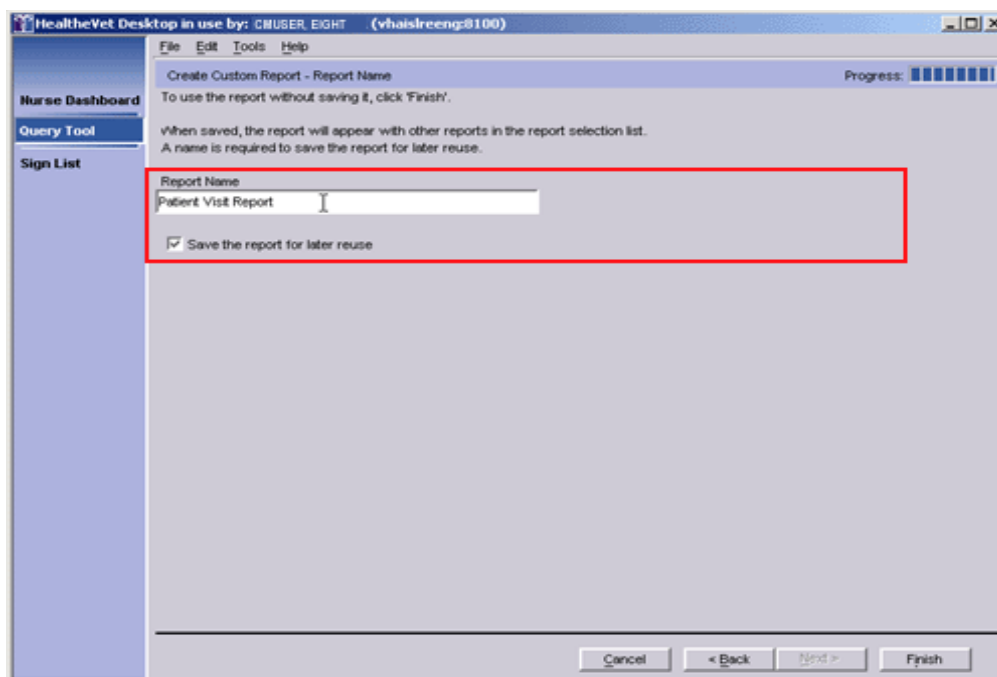 HealtheVet Desktop in use by: CMUSER, EIGHT (vhaislreeng:8100)
File Edit Tools Help
Create Custom Report - Report Name Progress:
Nurse Dashboard
To use the report without saving it, click 'Finish'.
Query Tool
When saved, the report will appear with other reports in the report selection list.
A name is required to save the report for later reuse.
Sign List
Report Name
Patient Visit Report
Save the report for later reuse
Cancel < Back Next > Finish